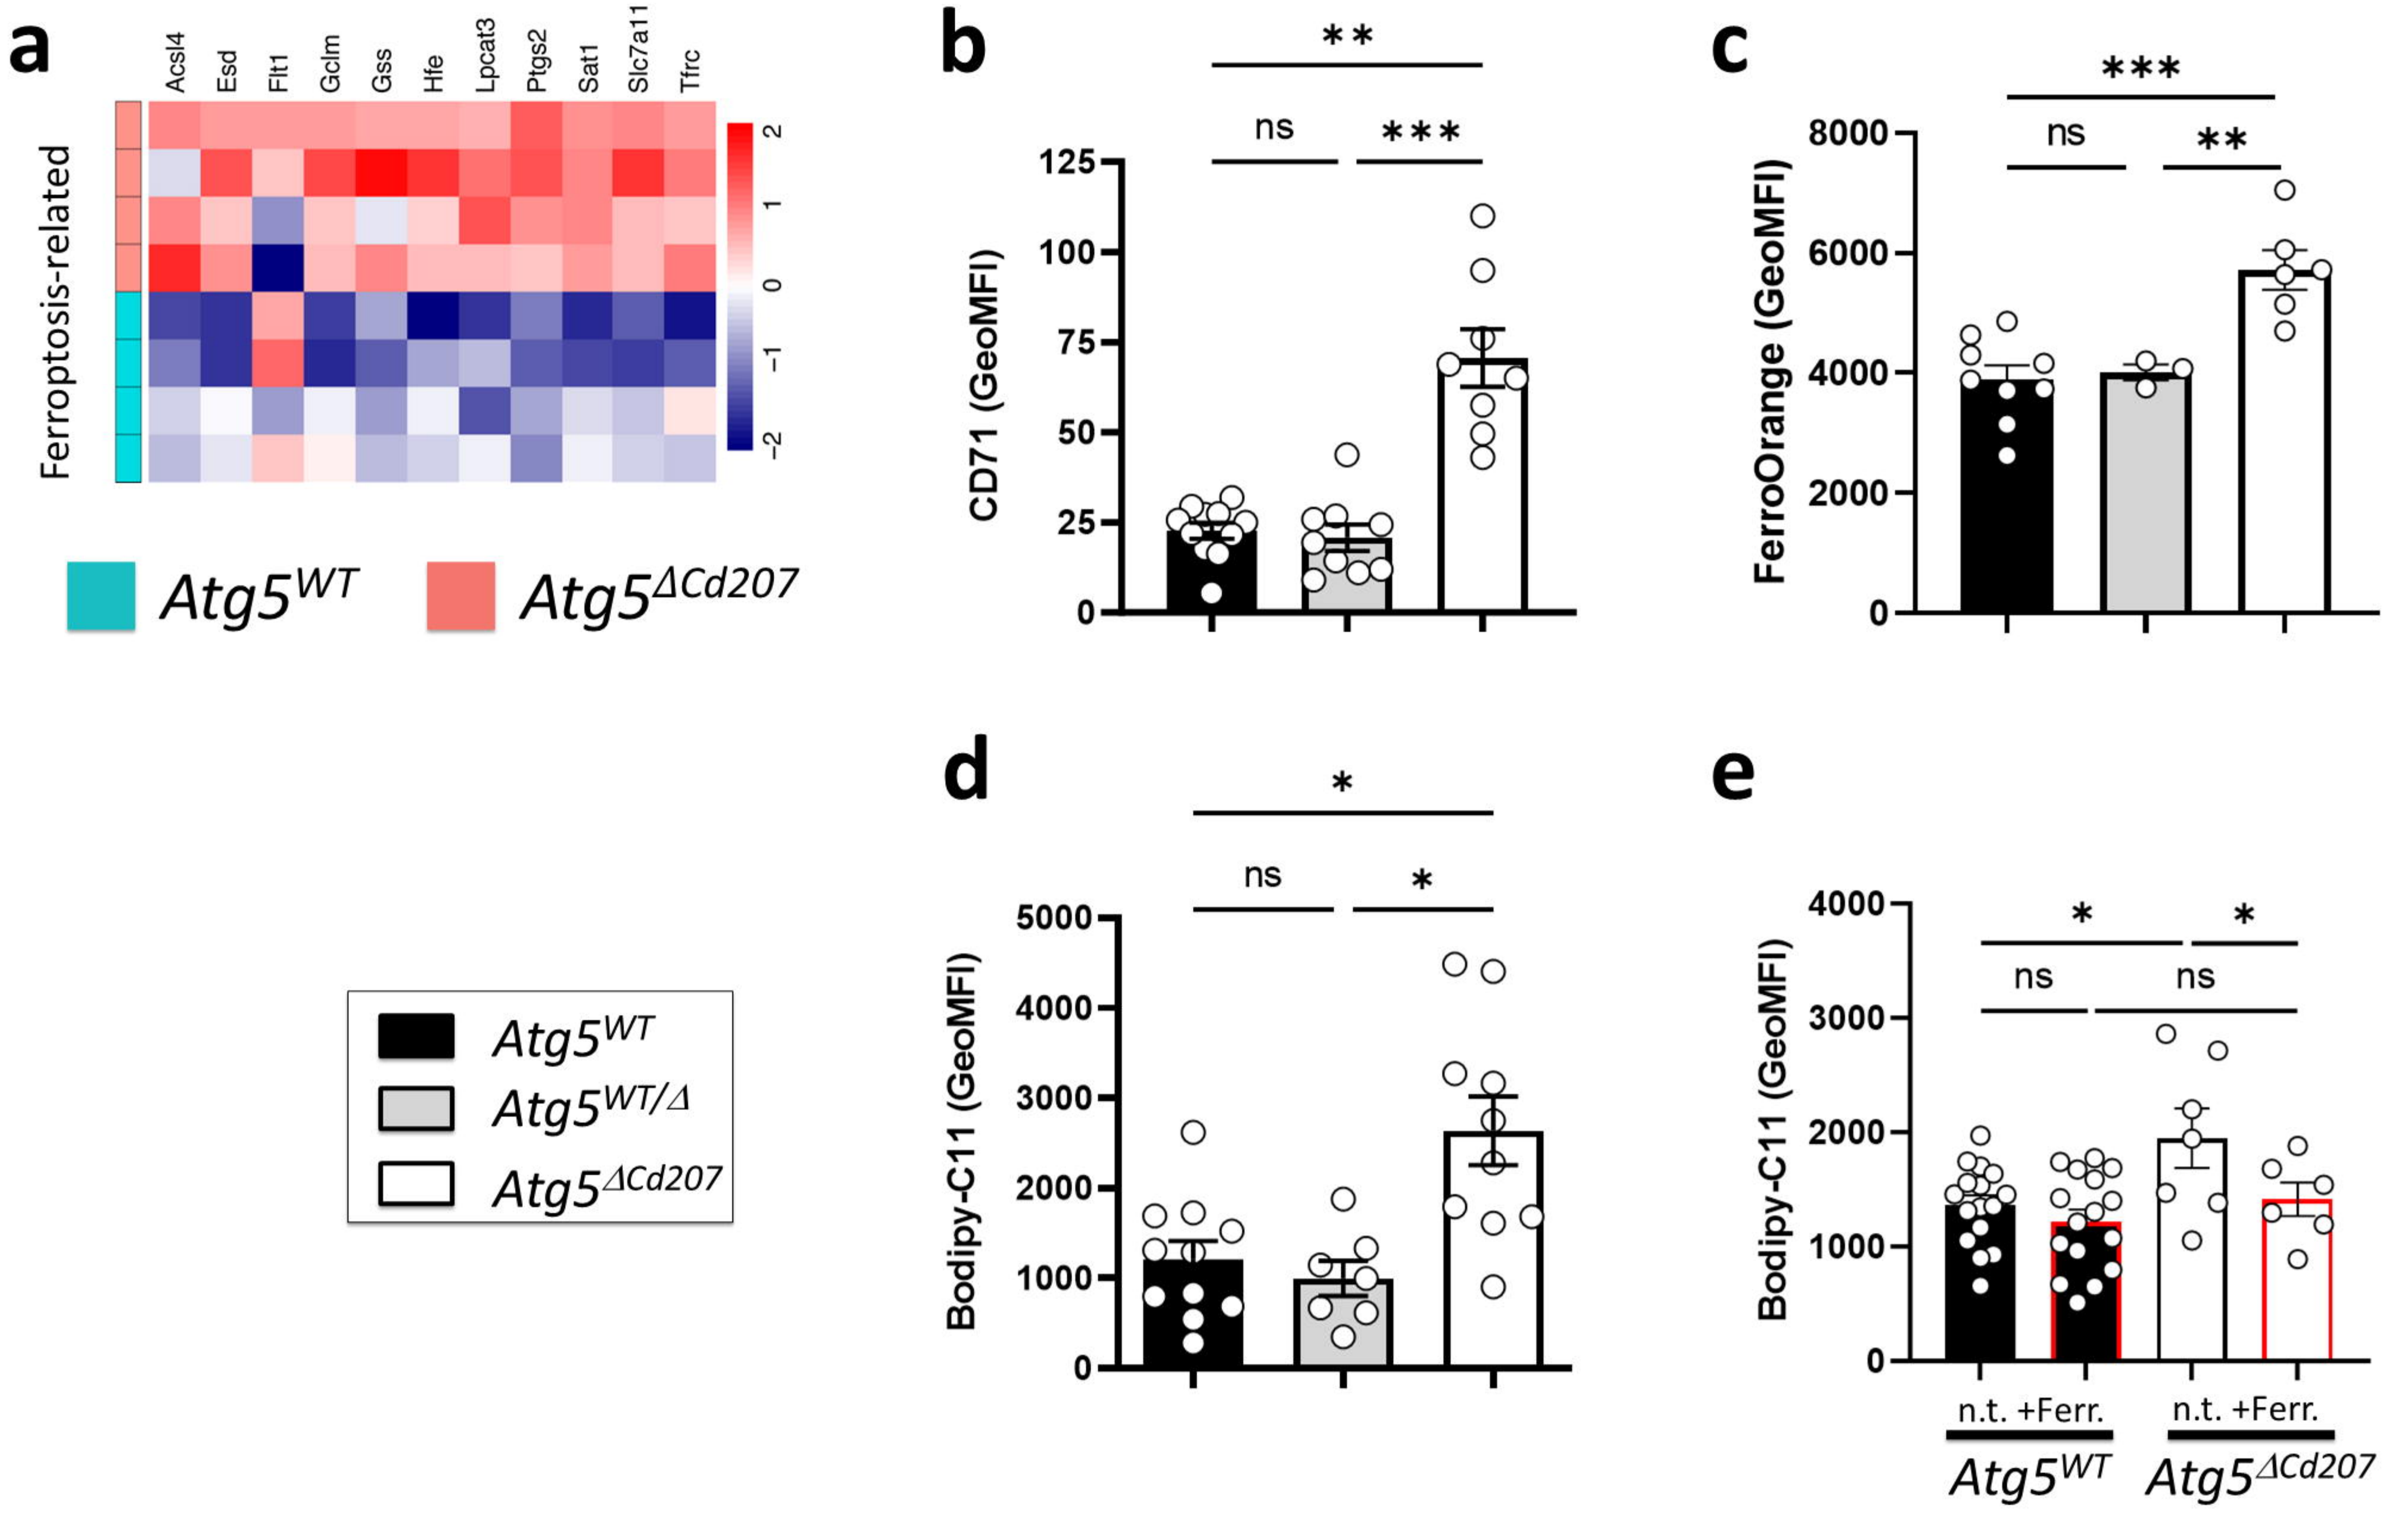 a
Acsl4 Esd Flt1 Gclm Gss Hfe Lpcat3 Ptgs2 Sat1 Slc7a11 Tfrc
Ferroptosis-related
2
1
0
−1
−2
Atg5^WT Atg5^ΔCd207
b
**
ns ***
125
100
75
50
25
0
CD71 (GeoMFI)
c
***
ns **
8000
6000
4000
2000
0
FerroOrange (GeoMFI)
Atg5^WT
Atg5^WT/Δ
Atg5^ΔCd207
d
*
ns *
5000
4000
3000
2000
1000
0
Bodipy-C11 (GeoMFI)
e
* *
ns ns
4000
3000
2000
1000
0
Bodipy-C11 (GeoMFI)
n.t. +Ferr. n.t. +Ferr.
Atg5^WT Atg5^ΔCd207